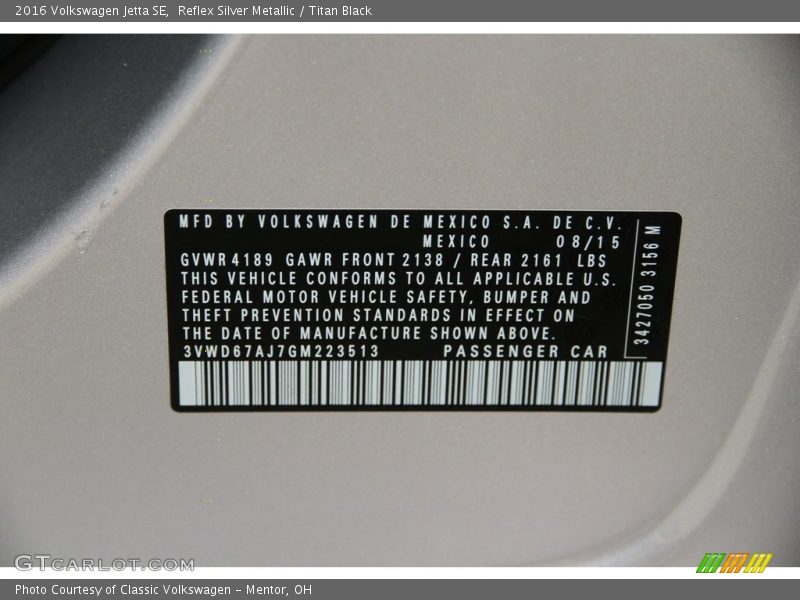 2016 Volkswagen Jetta SE,  Reflex Silver Metallic / Titan Black
MFD BY VOLKSWAGEN DE MEXICO S.A. DE C.V.
MEXICO 08/15
GVWR 4189 GAWR FRONT 2138 / REAR 2161 LBS
THIS VEHICLE CONFORMS TO ALL APPLICABLE U.S.
FEDERAL MOTOR VEHICLE SAFETY, BUMPER AND
THEFT PREVENTION STANDARDS IN EFFECT ON
THE DATE OF MANUFACTURE SHOWN ABOVE.
3VWD67AJ7GM223513 PASSENGER CAR
3427050 3156 M
GTCARLOT.COM
Photo Courtesy of Classic Volkswagen - Mentor, OH